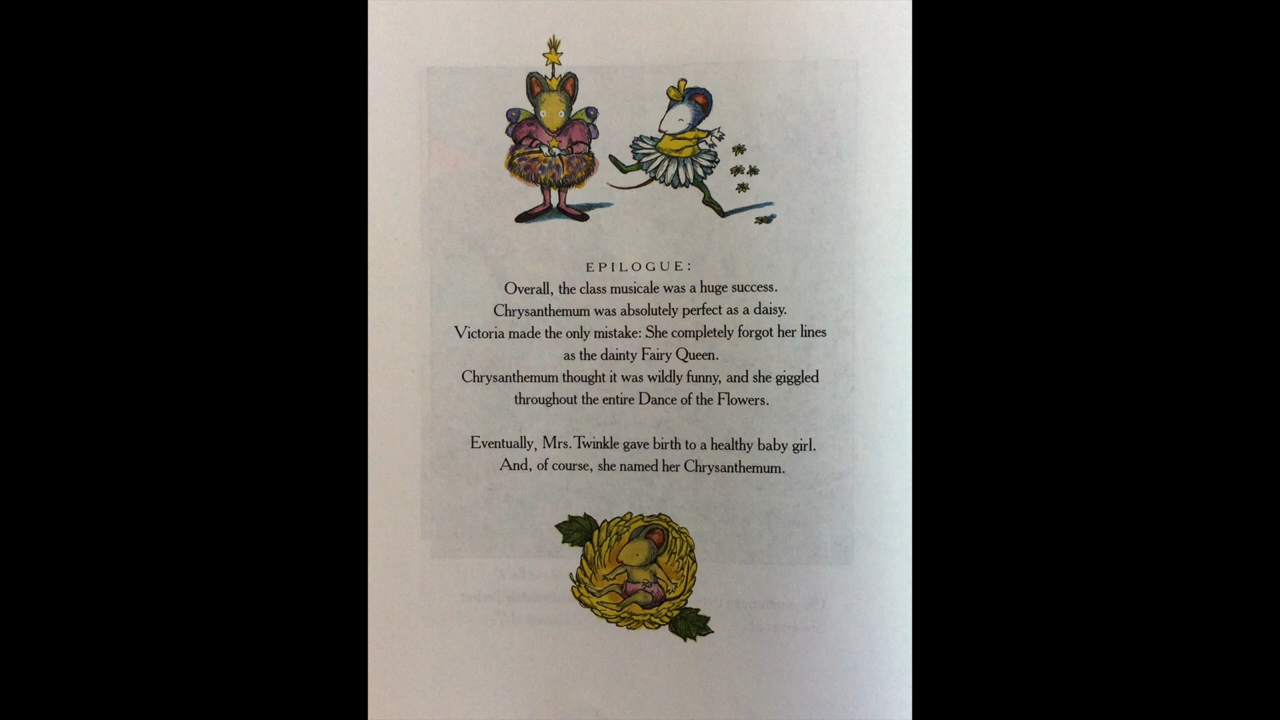 EPILOGUE:
Overall, the class musicale was a huge success.
Chrysanthemum was absolutely perfect as a daisy.
Victoria made the only mistake: She completely forgot her lines
as the dainty Fairy Queen.
Chrysanthemum thought it was wildly funny, and she giggled
throughout the entire Dance of the Flowers.
Eventually, Mrs. Twinkle gave birth to a healthy baby girl.
And, of course, she named her Chrysanthemum.